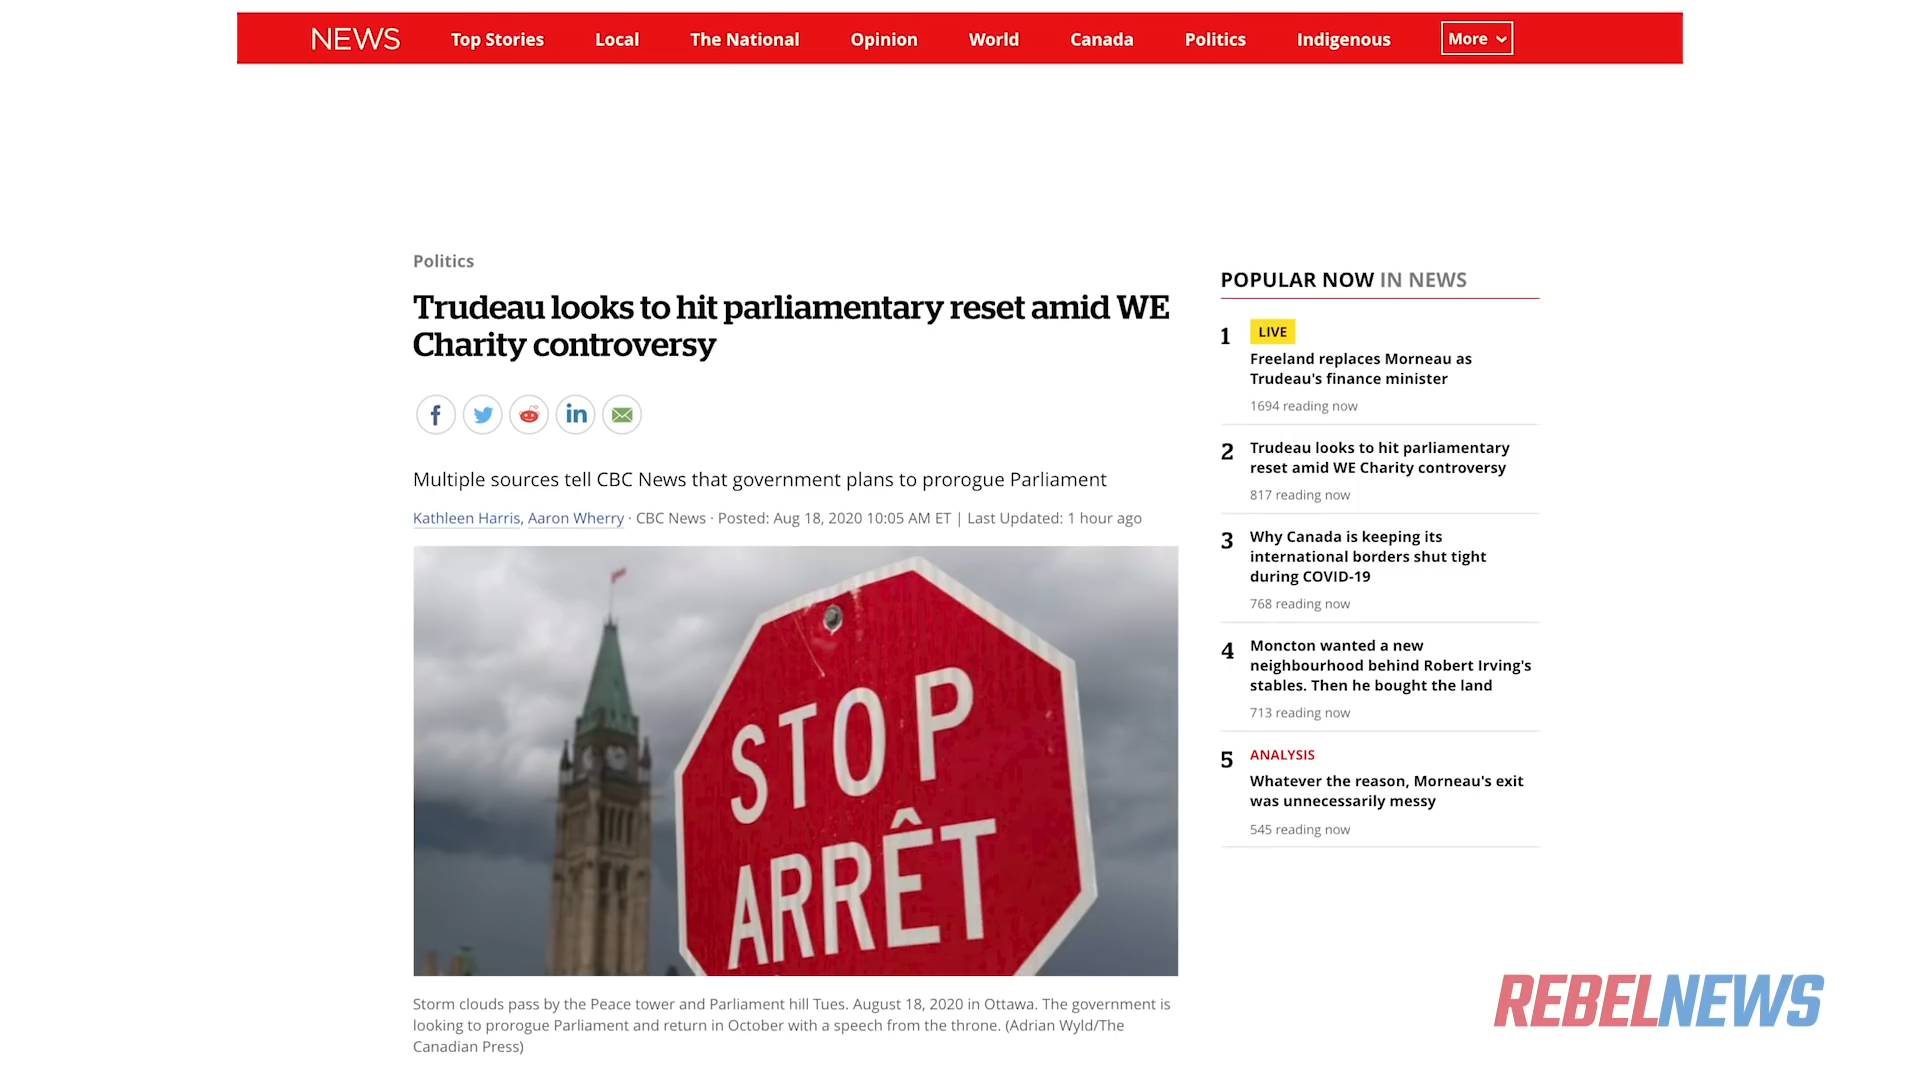 NEWS Top Stories Local The National Opinion World Canada Politics Indigenous More
Politics
Trudeau looks to hit parliamentary reset amid WE
Charity controversy
Multiple sources tell CBC News that government plans to prorogue Parliament
Kathleen Harris, Aaron Wherry · CBC News · Posted: Aug 18, 2020 10:05 AM ET | Last Updated: 1 hour ago
STOP
ARRÊT
Storm clouds pass by the Peace tower and Parliament hill Tues. August 18, 2020 in Ottawa. The government is
looking to prorogue Parliament and return in October with a speech from the throne. (Adrian Wyld/The
Canadian Press)
POPULAR NOW IN NEWS
1 LIVE
Freeland replaces Morneau as
Trudeau's finance minister
1694 reading now
2 Trudeau looks to hit parliamentary
reset amid WE Charity controversy
817 reading now
3 Why Canada is keeping its
international borders shut tight
during COVID-19
768 reading now
4 Moncton wanted a new
neighbourhood behind Robert Irving's
stables. Then he bought the land
713 reading now
5 ANALYSIS
Whatever the reason, Morneau's exit
was unnecessarily messy
545 reading now
REBELNEWS